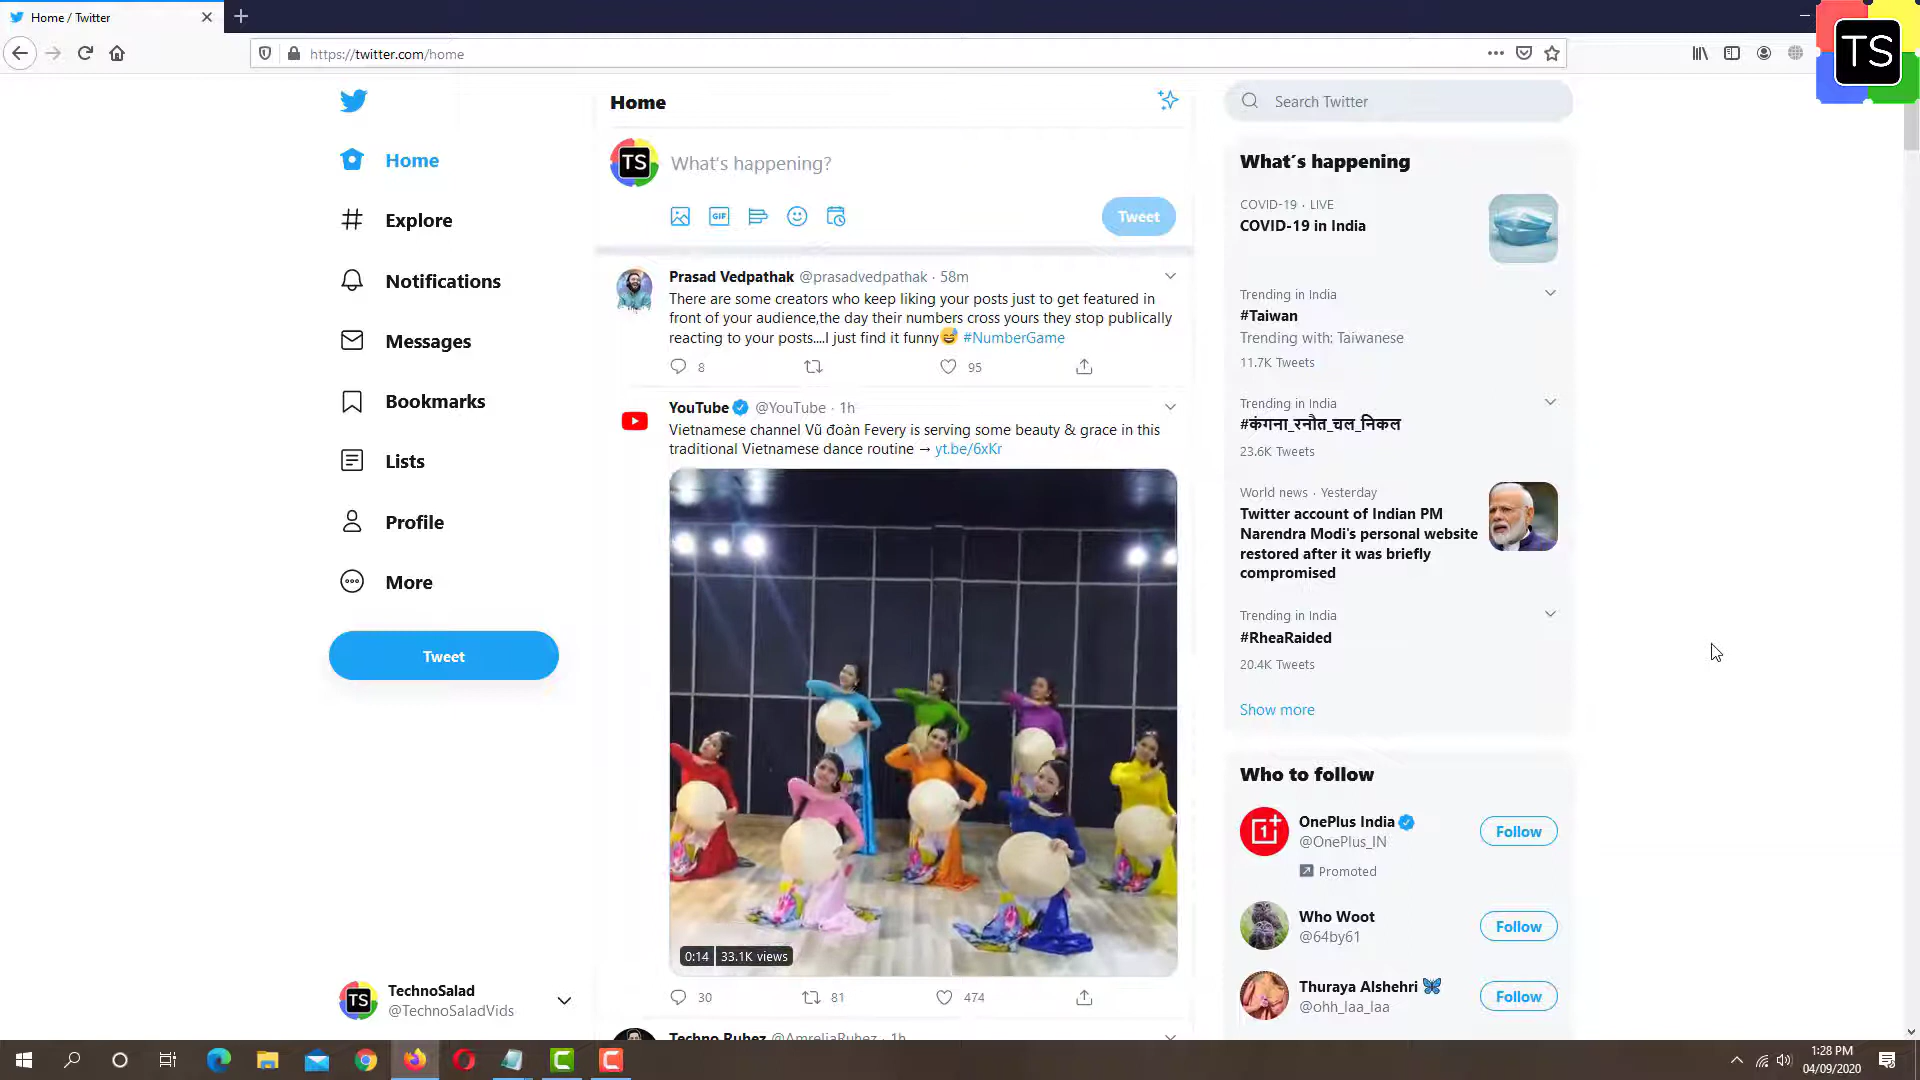 Home / Twitter
https://twitter.com/home
TS
Home
Explore
Notifications
Messages
Bookmarks
Lists
Profile
More
Tweet
TS
TechnoSalad
@TechnoSaladVids
Home
TS
What's happening?
GIF
Tweet
Prasad Vedpathak @prasadvedpathak · 58m
There are some creators who keep liking your posts just to get featured in
front of your audience,the day their numbers cross yours they stop publically
reacting to your posts....I just find it funny😅 #NumberGame
8
95
YouTube @YouTube · 1h
Vietnamese channel Vũ đoàn Fevery is serving some beauty & grace in this
traditional Vietnamese dance routine → yt.be/6xKr
0:14
33.1K views
30
81
474
Techno Ruhez @AmreliaRuhez · 1h
Search Twitter
What's happening
COVID-19 · LIVE
COVID-19 in India
Trending in India
#Taiwan
Trending with: Taiwanese
11.7K Tweets
Trending in India
#कंगना_रनौत_चल_निकल
23.6K Tweets
World news · Yesterday
Twitter account of Indian PM
Narendra Modi's personal website
restored after it was briefly
compromised
Trending in India
#RheaRaided
20.4K Tweets
Show more
Who to follow
OnePlus India
@OnePlus_IN
Promoted
Follow
Who Woot
@64by61
Follow
Thuraya Alshehri 🦋
@ohh_laa_laa
Follow
1:28 PM
04/09/2020